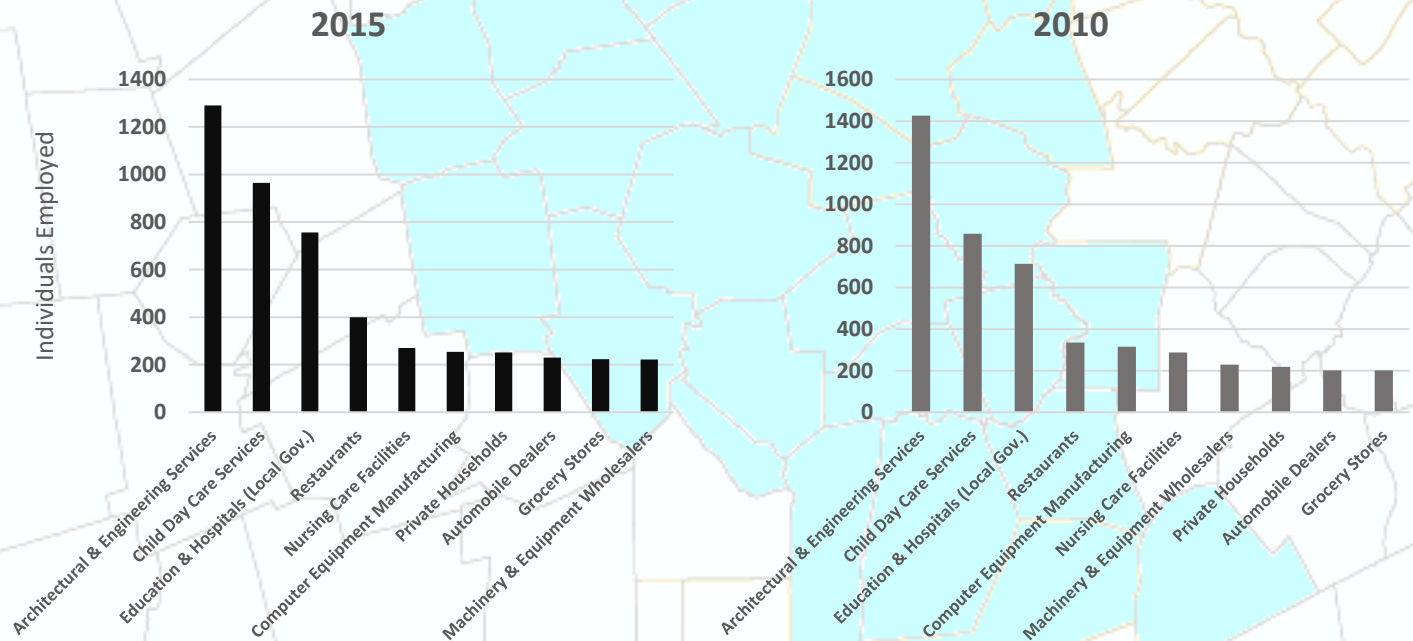 2015
Individuals Employed
1400
1200
1000
800
600
400
200
0
Architectural & Engineering Services
Child Day Care Services
Education & Hospitals (Local Gov.)
Restaurants
Nursing Care Facilities
Computer Equipment Manufacturing
Private Households
Automobile Dealers
Grocery Stores
Machinery & Equipment Wholesalers
2010
1600
1400
1200
1000
800
600
400
200
0
Architectural & Engineering Services
Child Day Care Services
Education & Hospitals (Local Gov.)
Restaurants
Computer Equipment Manufacturing
Nursing Care Facilities
Machinery & Equipment Wholesalers
Private Households
Automobile Dealers
Grocery Stores